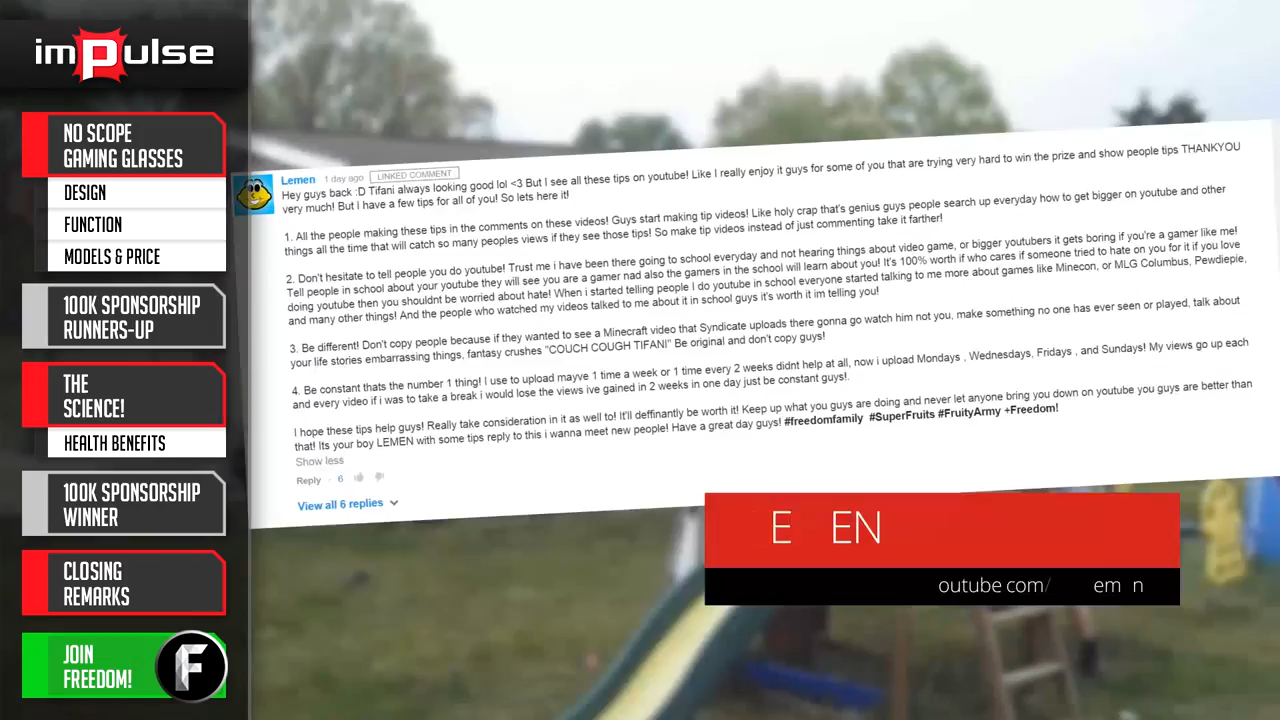 imPulse
NO SCOPE
GAMING GLASSES
DESIGN
FUNCTION
MODELS & PRICE
100K SPONSORSHIP
RUNNERS-UP
THE
SCIENCE!
HEALTH BENEFITS
100K SPONSORSHIP
WINNER
CLOSING
REMARKS
JOIN
FREEDOM!
F
Lemen 1 day ago LINKED COMMENT
Hey guys back :D Tifani always looking good lol <3 But I see all these tips on youtube! Like I really enjoy it guys for some of you that are trying very hard to win the prize and show people tips THANKYOU
very much! But I have a few tips for all of you! So lets here it!
1. All the people making these tips in the comments on these videos! Guys start making tip videos! Like holy crap that's genius guys people search up everyday how to get bigger on youtube and other
things all the time that will catch so many peoples views if they see those tips! So make tip videos instead of just commenting take it farther!
2. Don't hesitate to tell people you do youtube! Trust me i have been there going to school everyday and not hearing things about video game, or bigger youtubers it gets boring if you're a gamer like me!
Tell people in school about your youtube they will see you are a gamer nad also the gamers in the school will learn about you! It's 100% worth if who cares if someone tried to hate on you for it if you love
doing youtube then you shouldnt be worried about hate! When i started telling people I do youtube in school everyone started talking to me more about games like Minecon, or MLG Columbus, Pewdiepie,
and many other things! And the people who watched my videos talked to me about it in school guys it's worth it im telling you!
3. Be different! Don't copy people because if they wanted to see a Minecraft video that Syndicate uploads there gonna go watch him not you, make something no one has ever seen or played, talk about
your life stories embarrassing things, fantasy crushes "COUCH COUGH TIFANI" Be original and don't copy guys!
4. Be constant thats the number 1 thing! I use to upload mayve 1 time a week or 1 time every 2 weeks didnt help at all, now i upload Mondays , Wednesdays, Fridays , and Sundays! My views go up each
and every video if i was to take a break i would lose the views ive gained in 2 weeks in one day just be constant guys!.
I hope these tips help guys! Really take consideration in it as well to! It'll deffinantly be worth it! Keep up what you guys are doing and never let anyone bring you down on youtube you guys are better than
that! Its your boy LEMEN with some tips reply to this i wanna meet new people! Have a great day guys! #freedomfamily #SuperFruits #FruityArmy +Freedom!
Show less
Reply · 6
View all 6 replies
E EN
outube com/ em n